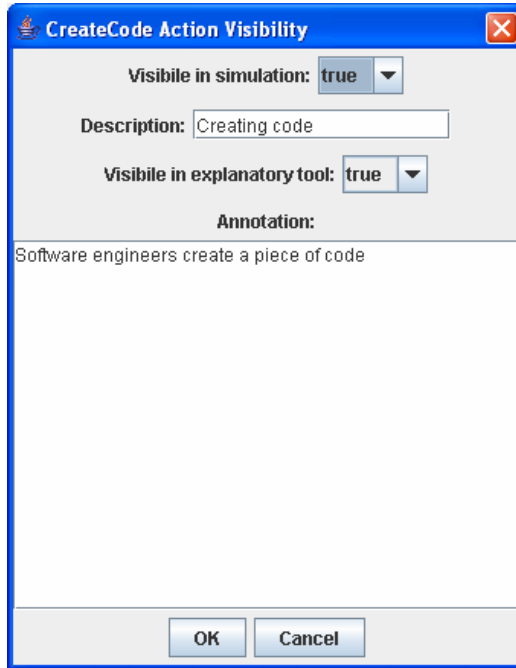 CreateCode Action Visibility
Visibile in simulation: true
Description: Creating code
Visibile in explanatory tool: true
Annotation:
Software engineers create a piece of code
OK Cancel